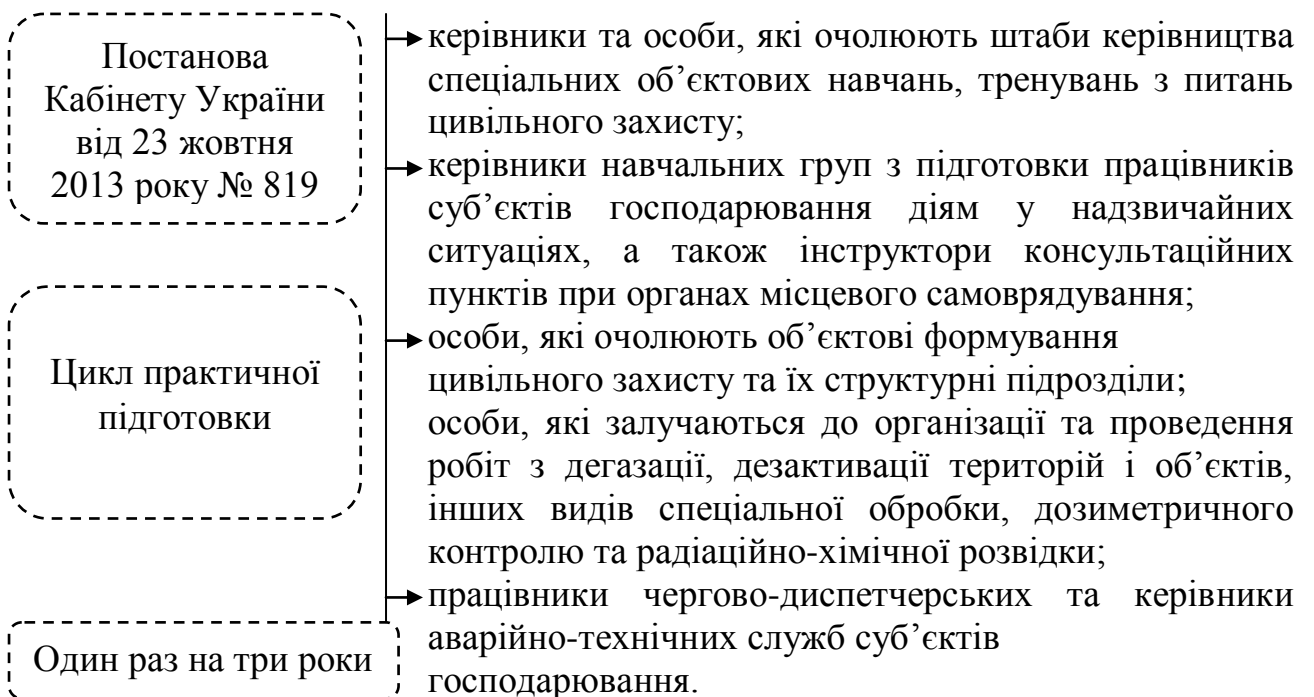 Постанова
Кабінету України
від 23 жовтня
2013 року № 819
Цикл практичної
підготовки
Один раз на три роки
керівники та особи, які очолюють штаби керівництва
спеціальних об’єктових навчань, тренувань з питань
цивільного захисту;
керівники навчальних груп з підготовки працівників
суб’єктів господарювання діям у надзвичайних
ситуаціях, а також інструктори консультаційних
пунктів при органах місцевого самоврядування;
особи, які очолюють об’єктові формування
цивільного захисту та їх структурні підрозділи;
особи, які залучаються до організації та проведення
робіт з дегазації, дезактивації територій і об’єктів,
інших видів спеціальної обробки, дозиметричного
контролю та радіаційно-хімічної розвідки;
працівники чергово-диспетчерських та керівники
аварійно-технічних служб суб’єктів
господарювання.